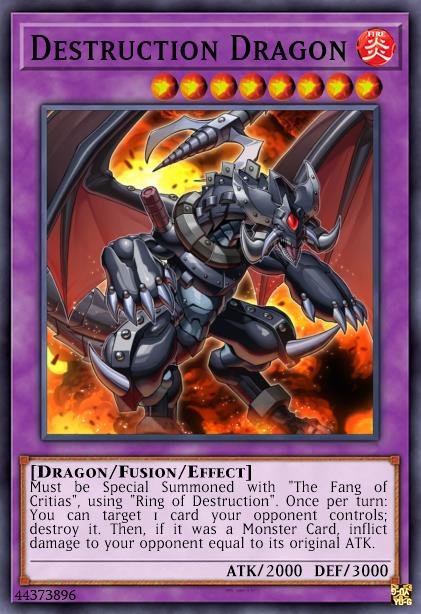 DESTRUCTION DRAGON
FIRE
炎
[DRAGON/FUSION/EFFECT]
Must be Special Summoned with "The Fang of
Critias", using "Ring of Destruction". Once per turn:
You can target 1 card your opponent controls;
destroy it. Then, if it was a Monster Card, inflict
damage to your opponent equal to its original ATK.
ATK/2000 DEF/3000
44373896